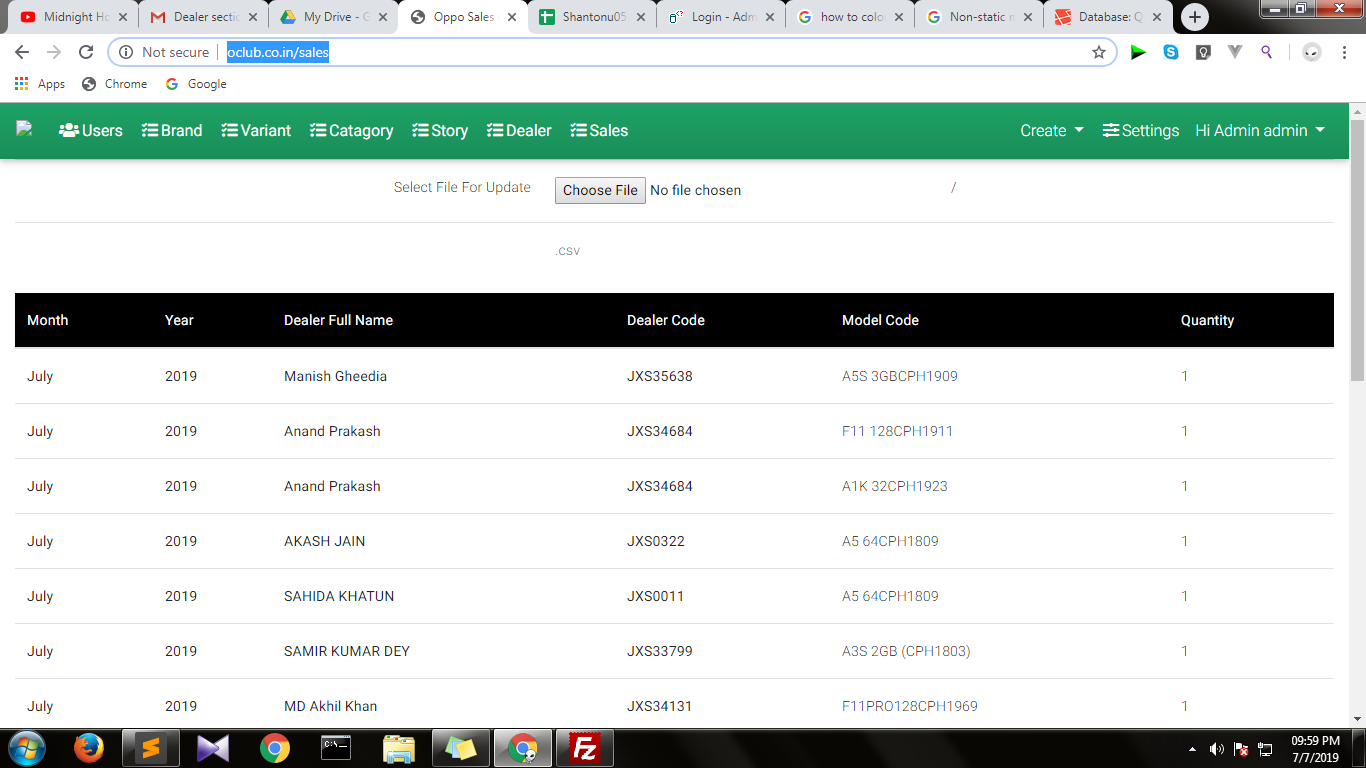 Midnight Ho
Dealer sectio
My Drive - G
Oppo Sales
Shantonu05
Login - Adm
how to colo
Non-static m
Database: Q
Not secure
oclub.co.in/sales
Apps
Chrome
Google
Users
Brand
Variant
Catagory
Story
Dealer
Sales
Create
Settings
Hi Admin admin
Select File For Update
Choose File No file chosen
/
.csv
Month Year Dealer Full Name Dealer Code Model Code Quantity
July 2019 Manish Gheedia JXS35638 A5S 3GBCPH1909 1
July 2019 Anand Prakash JXS34684 F11 128CPH1911 1
July 2019 Anand Prakash JXS34684 A1K 32CPH1923 1
July 2019 AKASH JAIN JXS0322 A5 64CPH1809 1
July 2019 SAHIDA KHATUN JXS0011 A5 64CPH1809 1
July 2019 SAMIR KUMAR DEY JXS33799 A3S 2GB (CPH1803) 1
July 2019 MD Akhil Khan JXS34131 F11PRO128CPH1969 1
C:\_
Fz
09:59 PM
7/7/2019